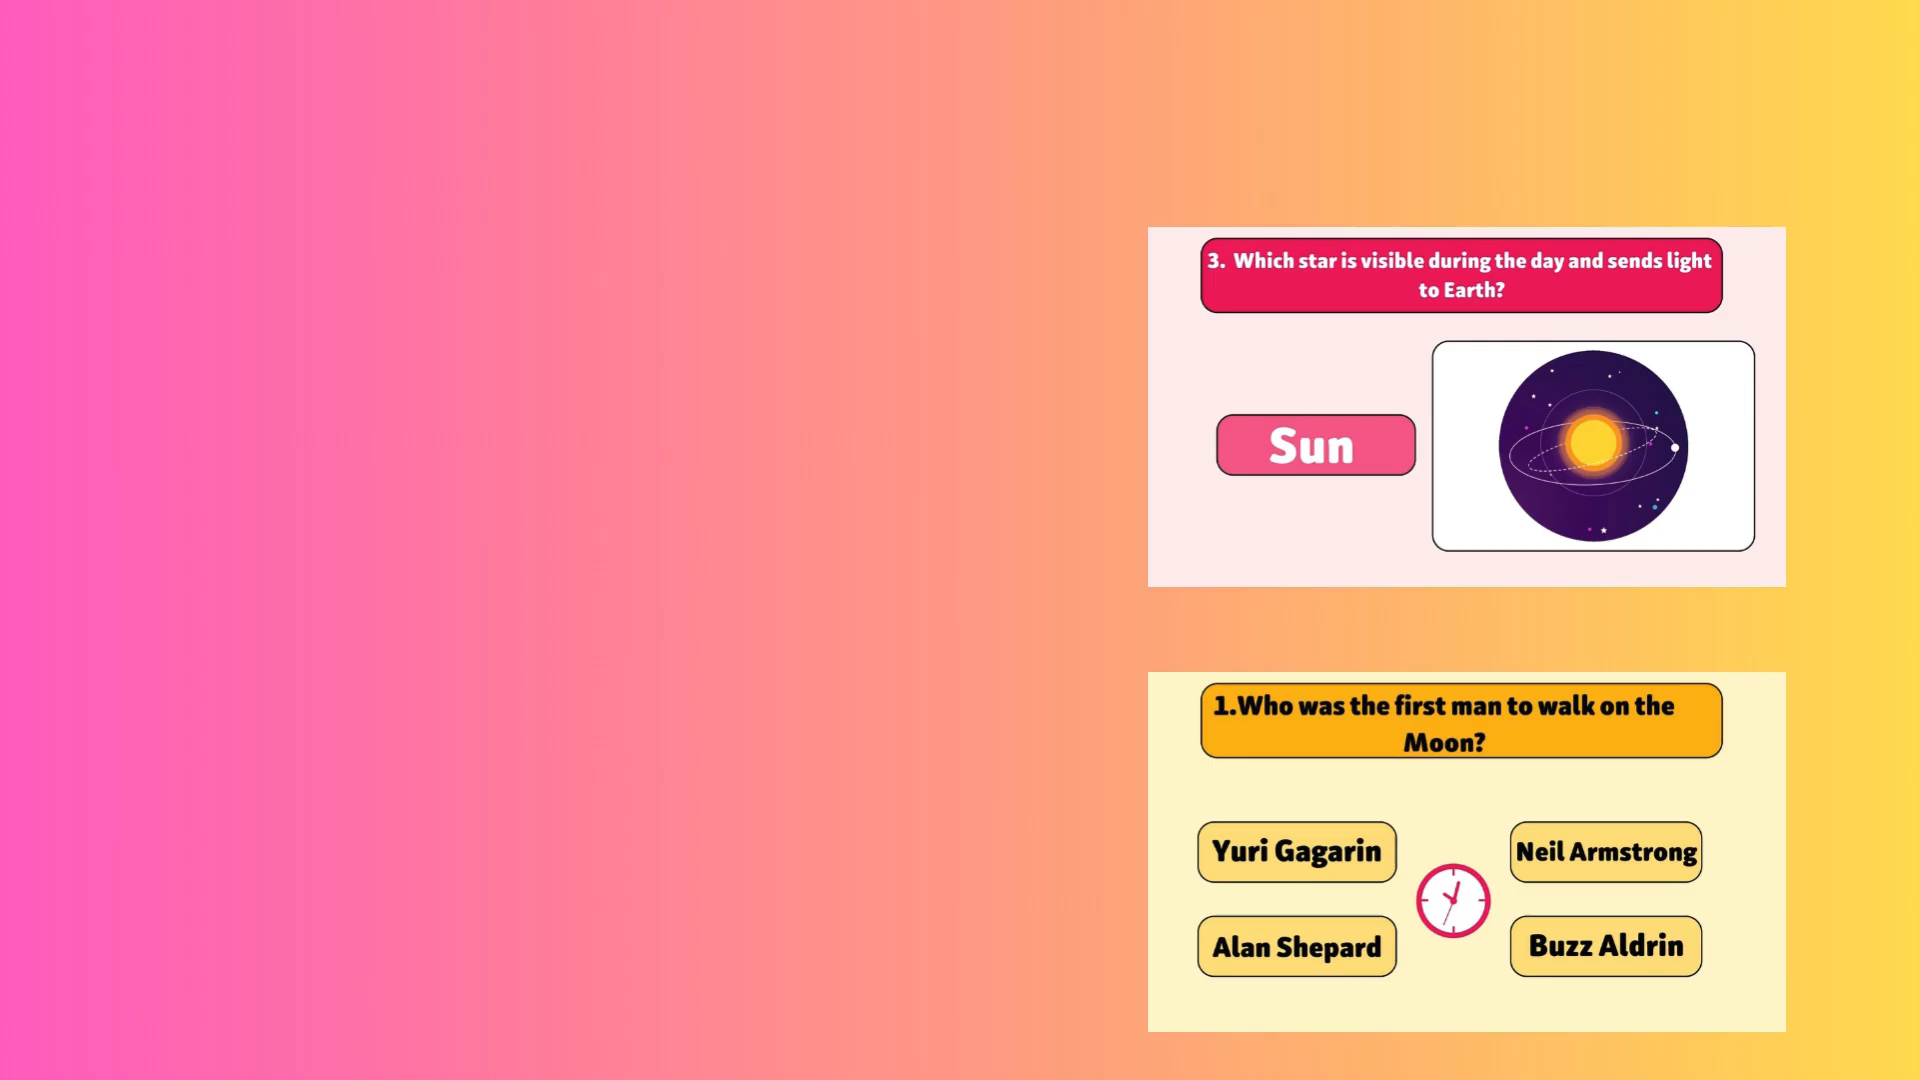 3. Which star is visible during the day and sends light
to Earth?
Sun
1.Who was the first man to walk on the
Moon?
Yuri Gagarin
Neil Armstrong
Alan Shepard
Buzz Aldrin